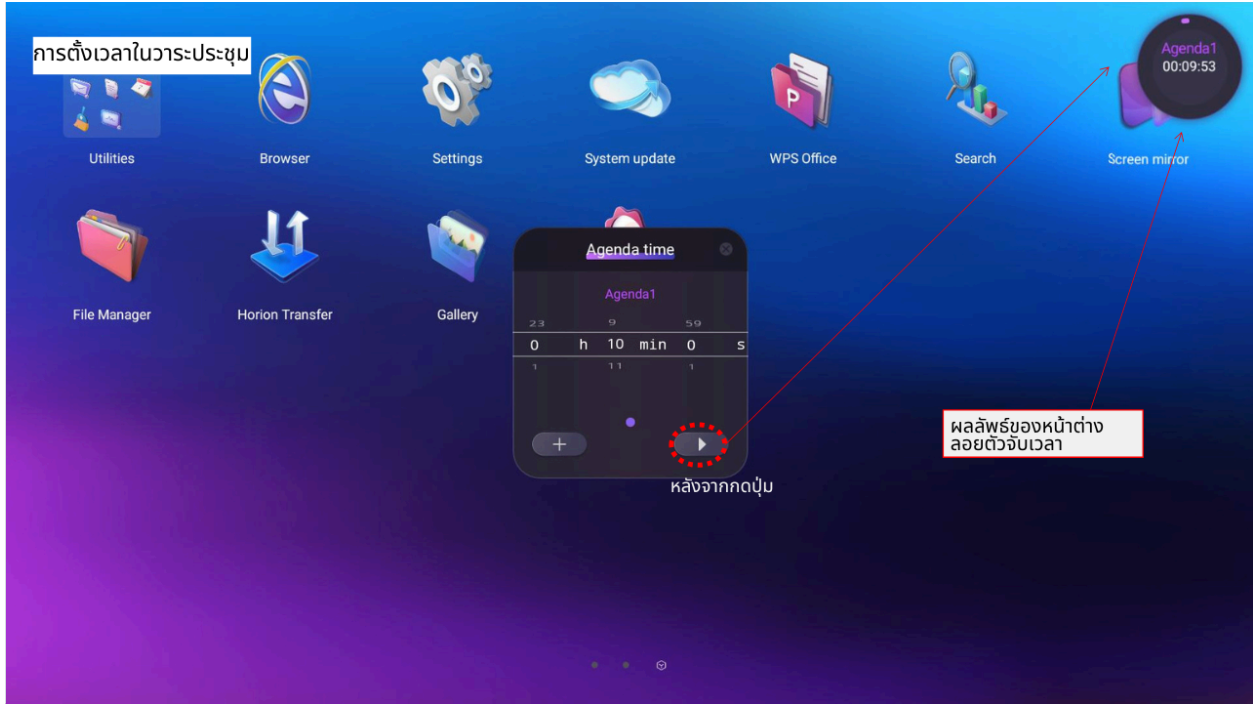 การตั้งเวลาในวาระประชุม
Agenda1
00:09:53
Utilities
Browser
Settings
System update
WPS Office
Search
Screen mirror
File Manager
Horion Transfer
Gallery
Agenda time
Agenda1
23 9 59
0 h 10 min 0 s
1 11 1
ผลลัพธ์ของหน้าต่าง
ลอยตัวจับเวลา
หลังจากกดปุ่ม